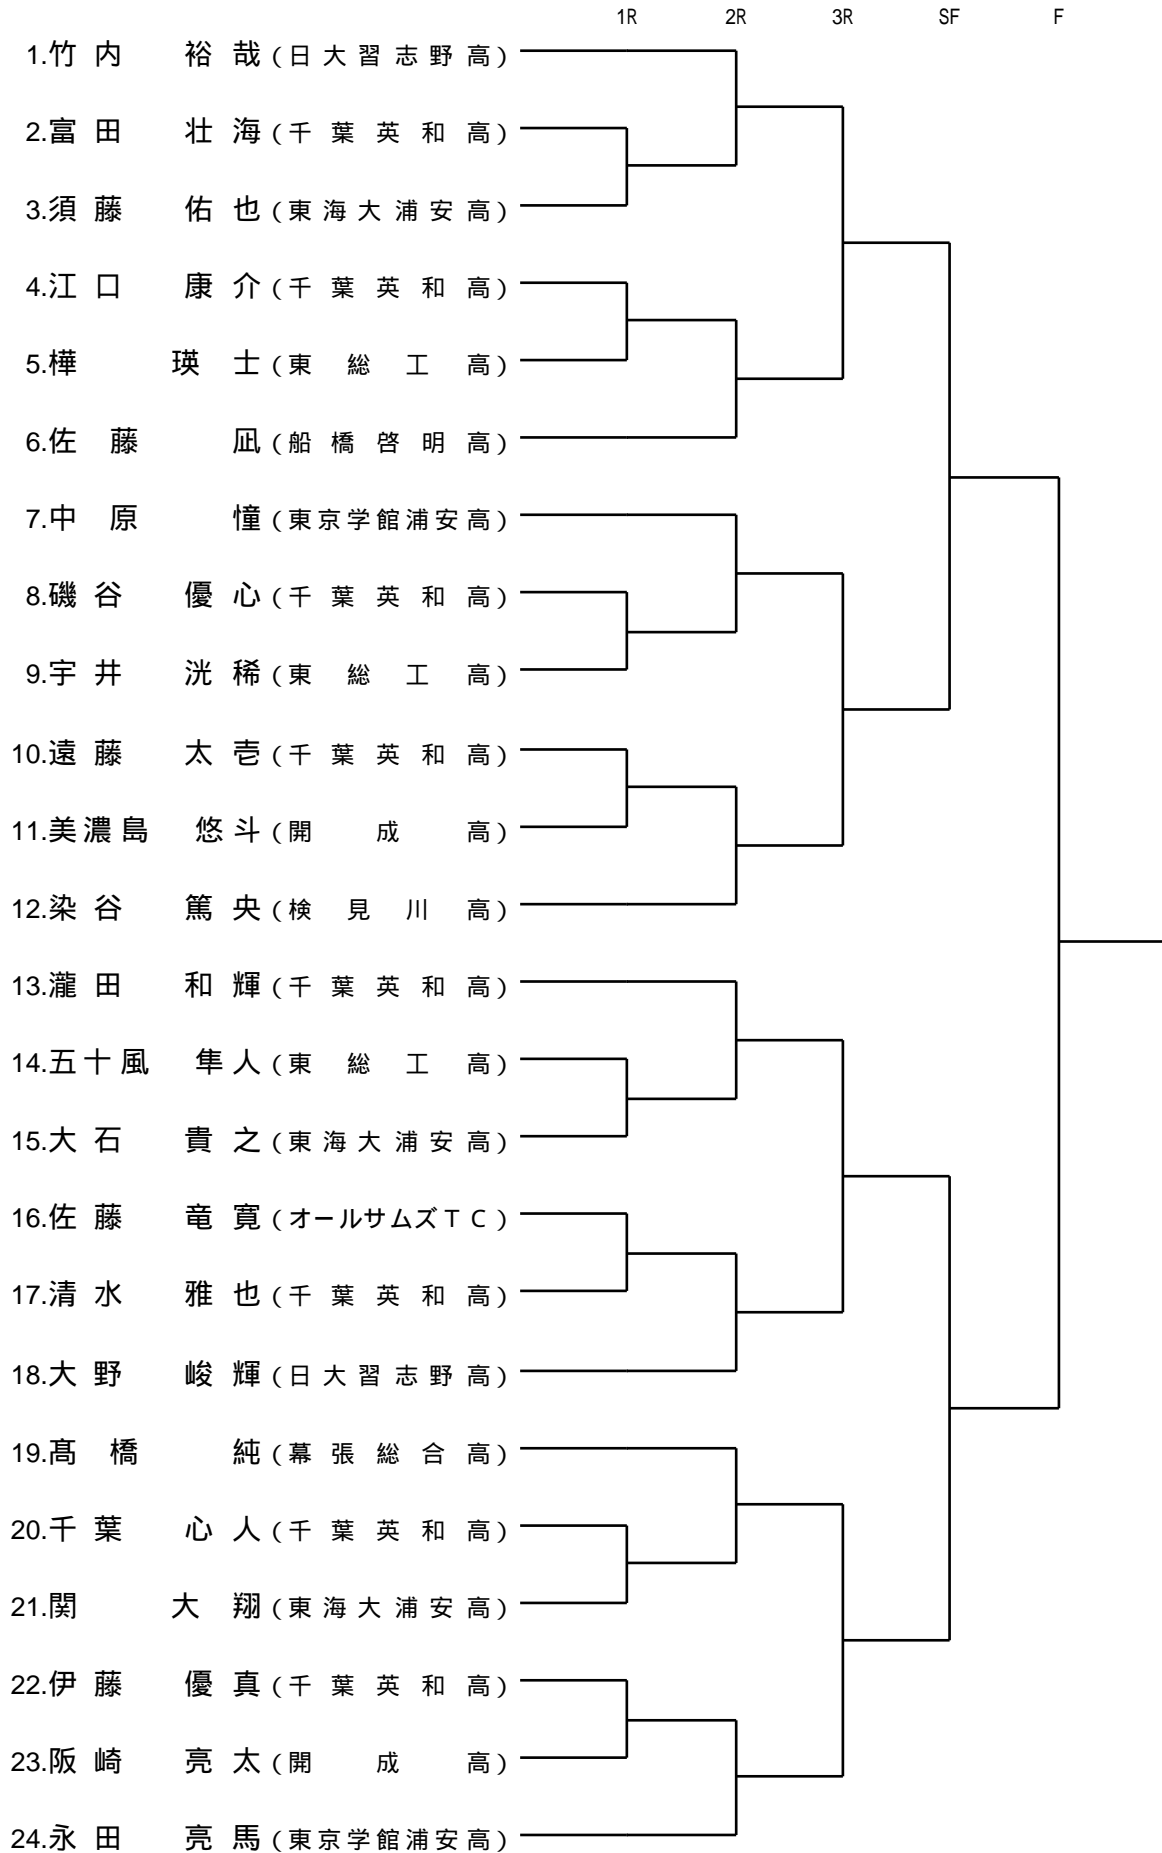 1R 2R 3R SF F
1.竹内 裕哉(日大習志野高)
2.富田 壮海(千葉英和高)
3.須藤 佑也(東海大浦安高)
4.江口 康介(千葉英和高)
5.樺 瑛士(東総工高)
6.佐藤 凪(船橋啓明高)
7.中原 憧(東京学館浦安高)
8.磯谷 優心(千葉英和高)
9.宇井 洸稀(東総工高)
10.遠藤 太壱(千葉英和高)
11.美濃島 悠斗(開成高)
12.染谷 篤央(検見川高)
13.瀧田 和輝(千葉英和高)
14.五十風 隼人(東総工高)
15.大石 貴之(東海大浦安高)
16.佐藤 竜寛(オールサムズTC)
17.清水 雅也(千葉英和高)
18.大野 峻輝(日大習志野高)
19.髙橋 純(幕張総合高)
20.千葉 心人(千葉英和高)
21.関 大翔(東海大浦安高)
22.伊藤 優真(千葉英和高)
23.阪崎 亮太(開成高)
24.永田 亮馬(東京学館浦安高)